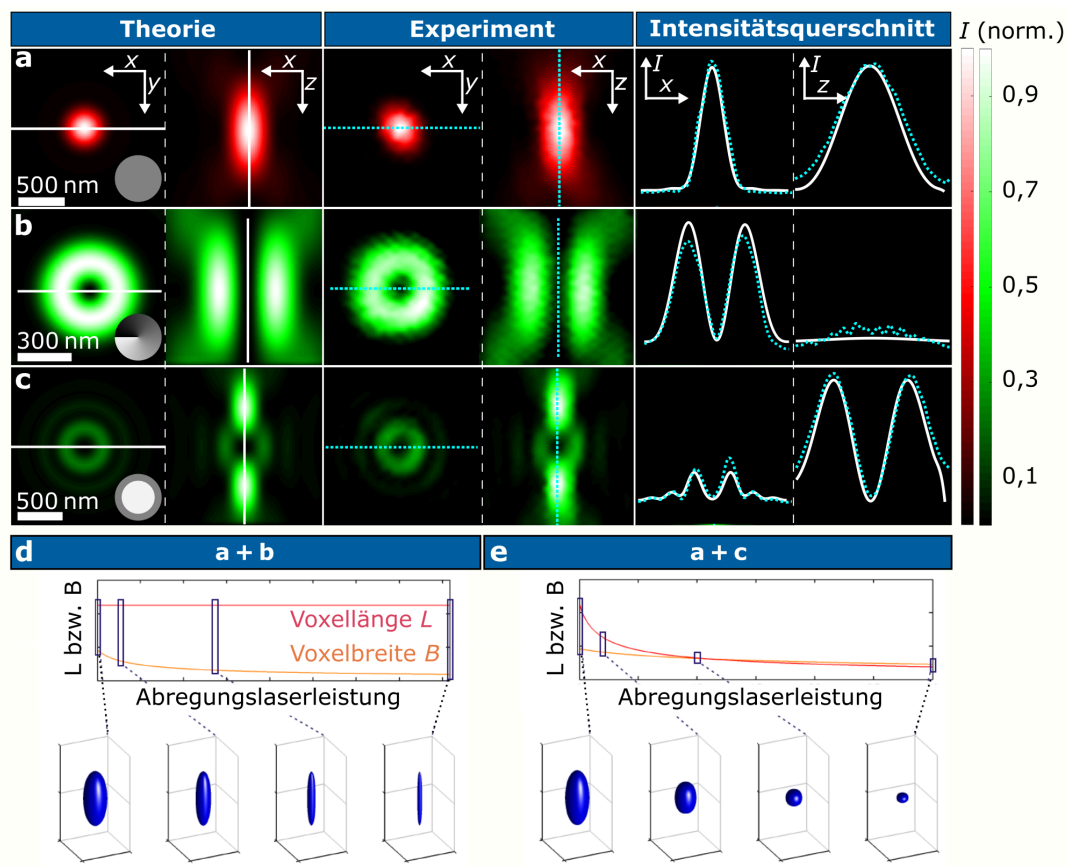 Theorie Experiment Intensitätsquerschnitt I (norm.)
a x y x z x y x z I x I z
500 nm
b
300 nm
c
500 nm
0,9
0,7
0,5
0,3
0,1
d a + b e a + c
L bzw. B Voxellänge L
Voxelbreite B
Abregungslaserleistung
L bzw. B
Abregungslaserleistung